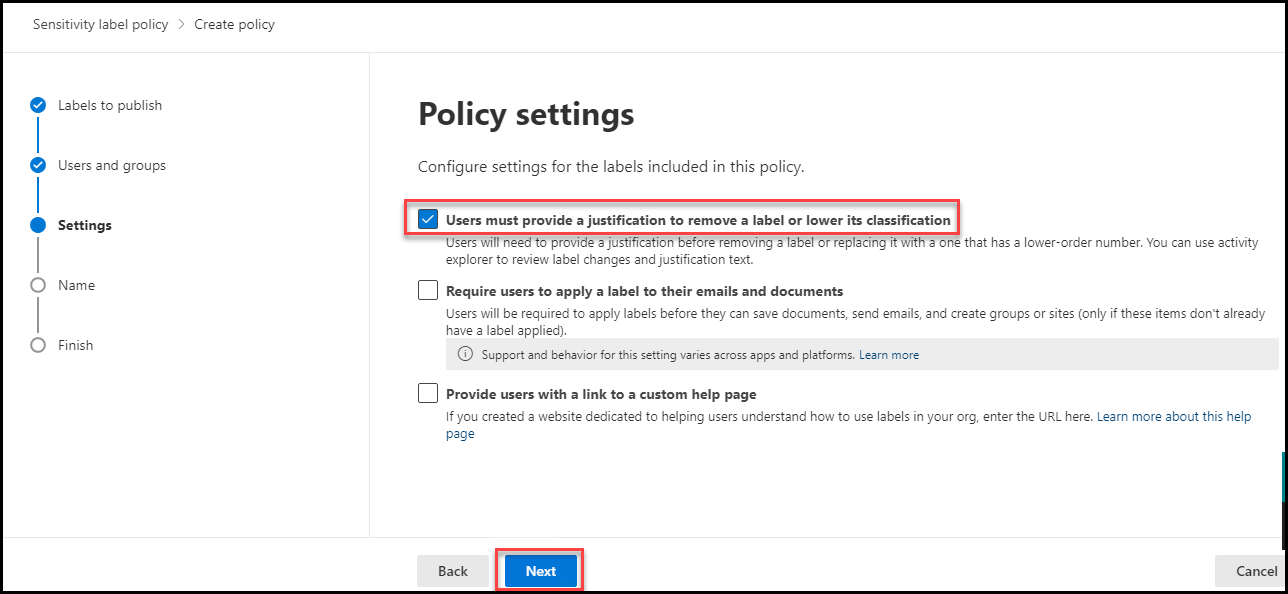 Sensitivity label policy > Create policy
Labels to publish
Users and groups
Settings
Name
Finish
Policy settings
Configure settings for the labels included in this policy.
Users must provide a justification to remove a label or lower its classification
Users will need to provide a justification before removing a label or replacing it with a one that has a lower-order number. You can use activity
explorer to review label changes and justification text.
Require users to apply a label to their emails and documents
Users will be required to apply labels before they can save documents, send emails, and create groups or sites (only if these items don't already
have a label applied).
Support and behavior for this setting varies across apps and platforms. Learn more
Provide users with a link to a custom help page
If you created a website dedicated to helping users understand how to use labels in your org, enter the URL here. Learn more about this help
page
Back
Next
Cancel